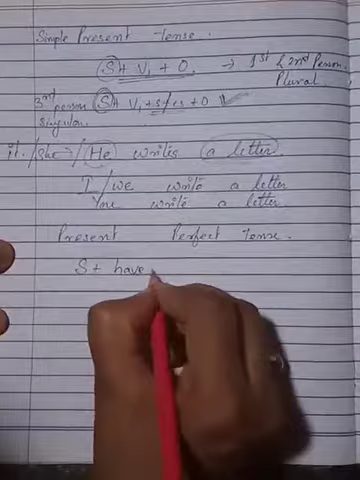 Simple Present Tense.
S + V1 + O. → 1st & 2nd Person
Plural.
3rd person S + V1 + s/es + O
Singular.
It/She/He writes a letter.
I/we write a letter
You write a letter
Present Perfect Tense.
S + have